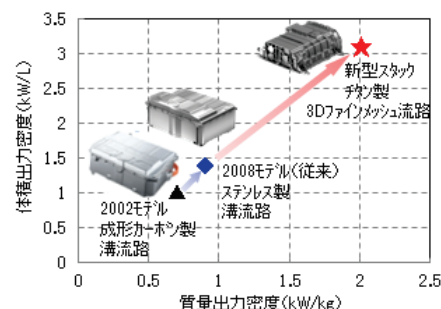 体積出力密度(kW/L)
3.5
3
2.5
2
1.5
1
0.5
0
新型スタック
チタン製
3Dファインメッシュ流路
2008モデル(従来)
ステンレス製
溝流路
2002モデル
成形カーボン製
溝流路
0
0.5
1
1.5
2
2.5
質量出力密度(kW/kg)